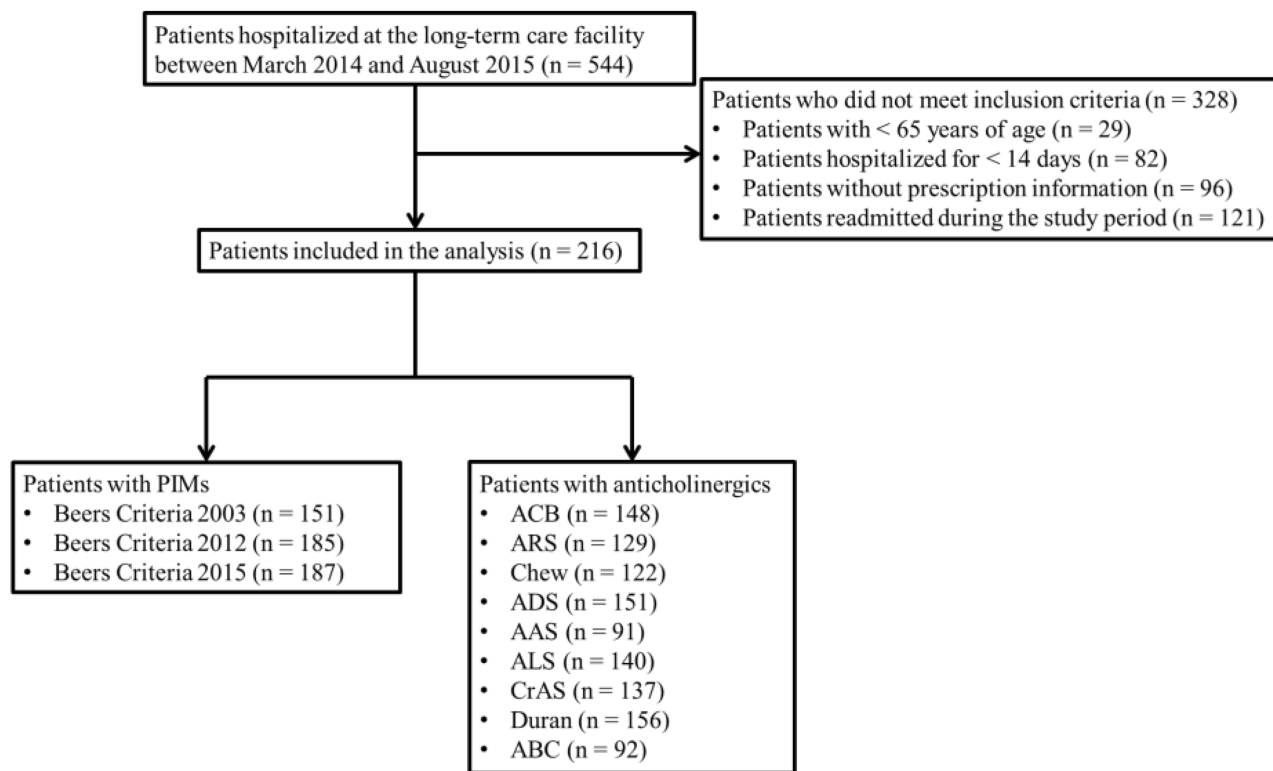 Patients hospitalized at the long-term care facility
between March 2014 and August 2015 (n = 544)
Patients who did not meet inclusion criteria (n = 328)
• Patients with < 65 years of age (n = 29)
• Patients hospitalized for < 14 days (n = 82)
• Patients without prescription information (n = 96)
• Patients readmitted during the study period (n = 121)
Patients included in the analysis (n = 216)
Patients with PIMs
• Beers Criteria 2003 (n = 151)
• Beers Criteria 2012 (n = 185)
• Beers Criteria 2015 (n = 187)
Patients with anticholinergics
• ACB (n = 148)
• ARS (n = 129)
• Chew (n = 122)
• ADS (n = 151)
• AAS (n = 91)
• ALS (n = 140)
• CrAS (n = 137)
• Duran (n = 156)
• ABC (n = 92)